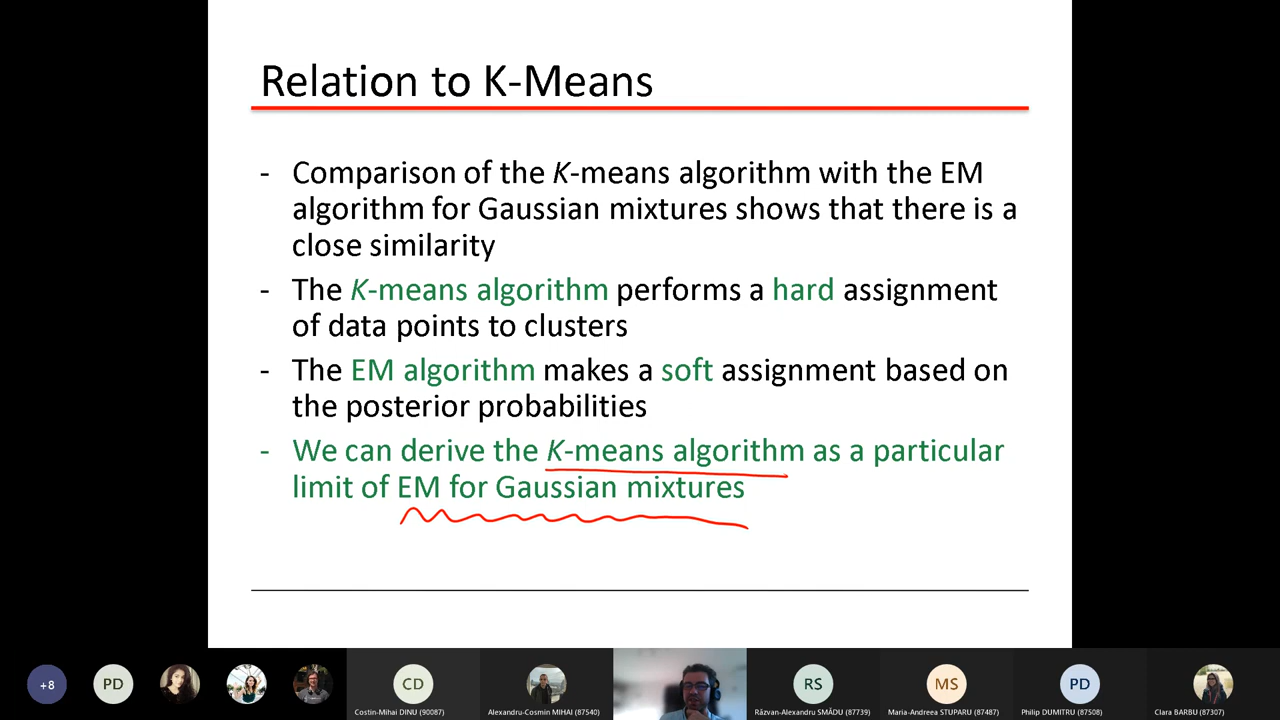 Relation to K-Means
- Comparison of the K-means algorithm with the EM
algorithm for Gaussian mixtures shows that there is a
close similarity
- The K-means algorithm performs a hard assignment
of data points to clusters
- The EM algorithm makes a soft assignment based on
the posterior probabilities
- We can derive the K-means algorithm as a particular
limit of EM for Gaussian mixtures
+8
PD
CD
RS
MS
PD
Costin-Mihai DINU (90087)
Alexandru-Cosmin MIHAI (87540)
Răzvan-Alexandru SMĂDU (87739)
Maria-Andreea STUPARU (87487)
Philip DUMITRU (87508)
Clara BARBU (87307)